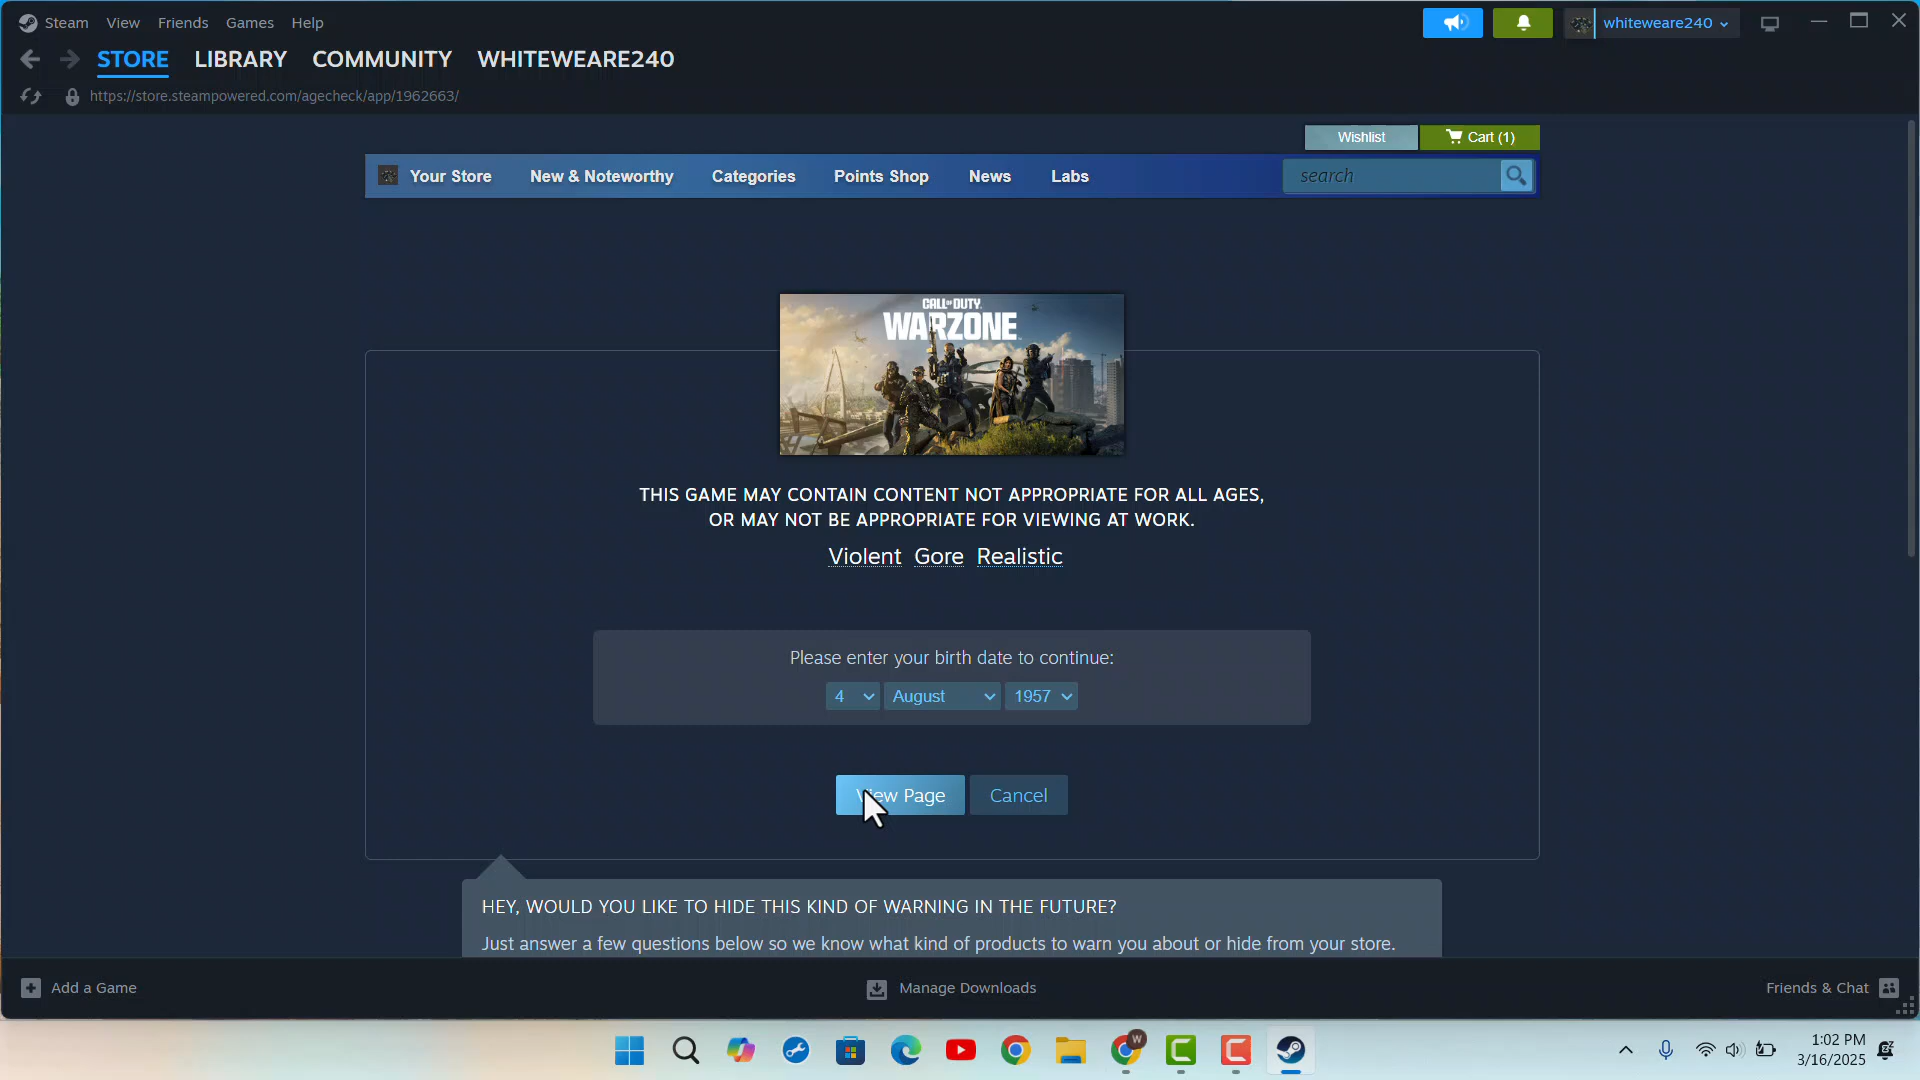 Steam View Friends Games Help
whiteweare240
STORE LIBRARY COMMUNITY WHITEWEARE240
https://store.steampowered.com/agecheck/app/1962663/
Wishlist Cart (1)
Your Store New & Noteworthy Categories Points Shop News Labs search
CALL OF DUTY
WARZONE
THIS GAME MAY CONTAIN CONTENT NOT APPROPRIATE FOR ALL AGES,
OR MAY NOT BE APPROPRIATE FOR VIEWING AT WORK.
Violent Gore Realistic
Please enter your birth date to continue:
4 August 1957
View Page Cancel
HEY, WOULD YOU LIKE TO HIDE THIS KIND OF WARNING IN THE FUTURE?
Just answer a few questions below so we know what kind of products to warn you about or hide from your store.
Add a Game Manage Downloads Friends & Chat
W
1:02 PM
3/16/2025